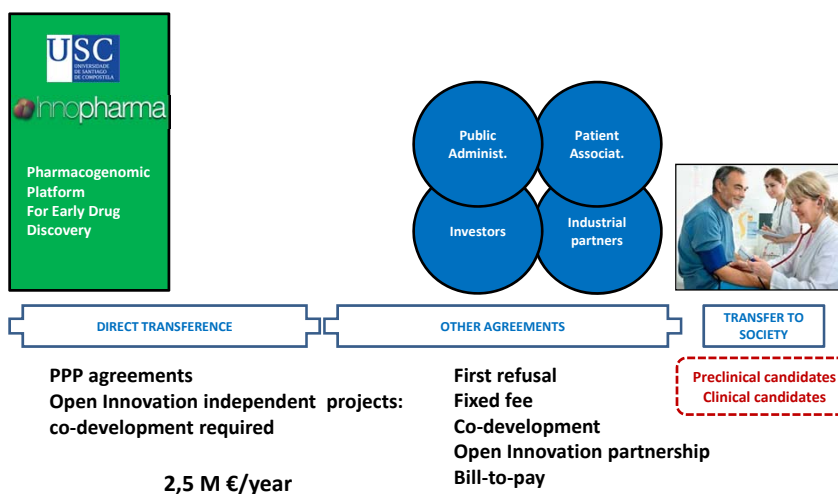 USC
UNIVERSIDADE
DE SANTIAGO
DE COMPOSTELA
Innopharma
Pharmacogenomic
Platform
For Early Drug
Discovery
Public
Administ.
Patient
Associat.
Investors
Industrial
partners
DIRECT TRANSFERENCE
OTHER AGREEMENTS
TRANSFER TO
SOCIETY
PPP agreements
Open Innovation independent projects:
co-development required
2,5 M €/year
First refusal
Fixed fee
Co-development
Open Innovation partnership
Bill-to-pay
Preclinical candidates
Clinical candidates